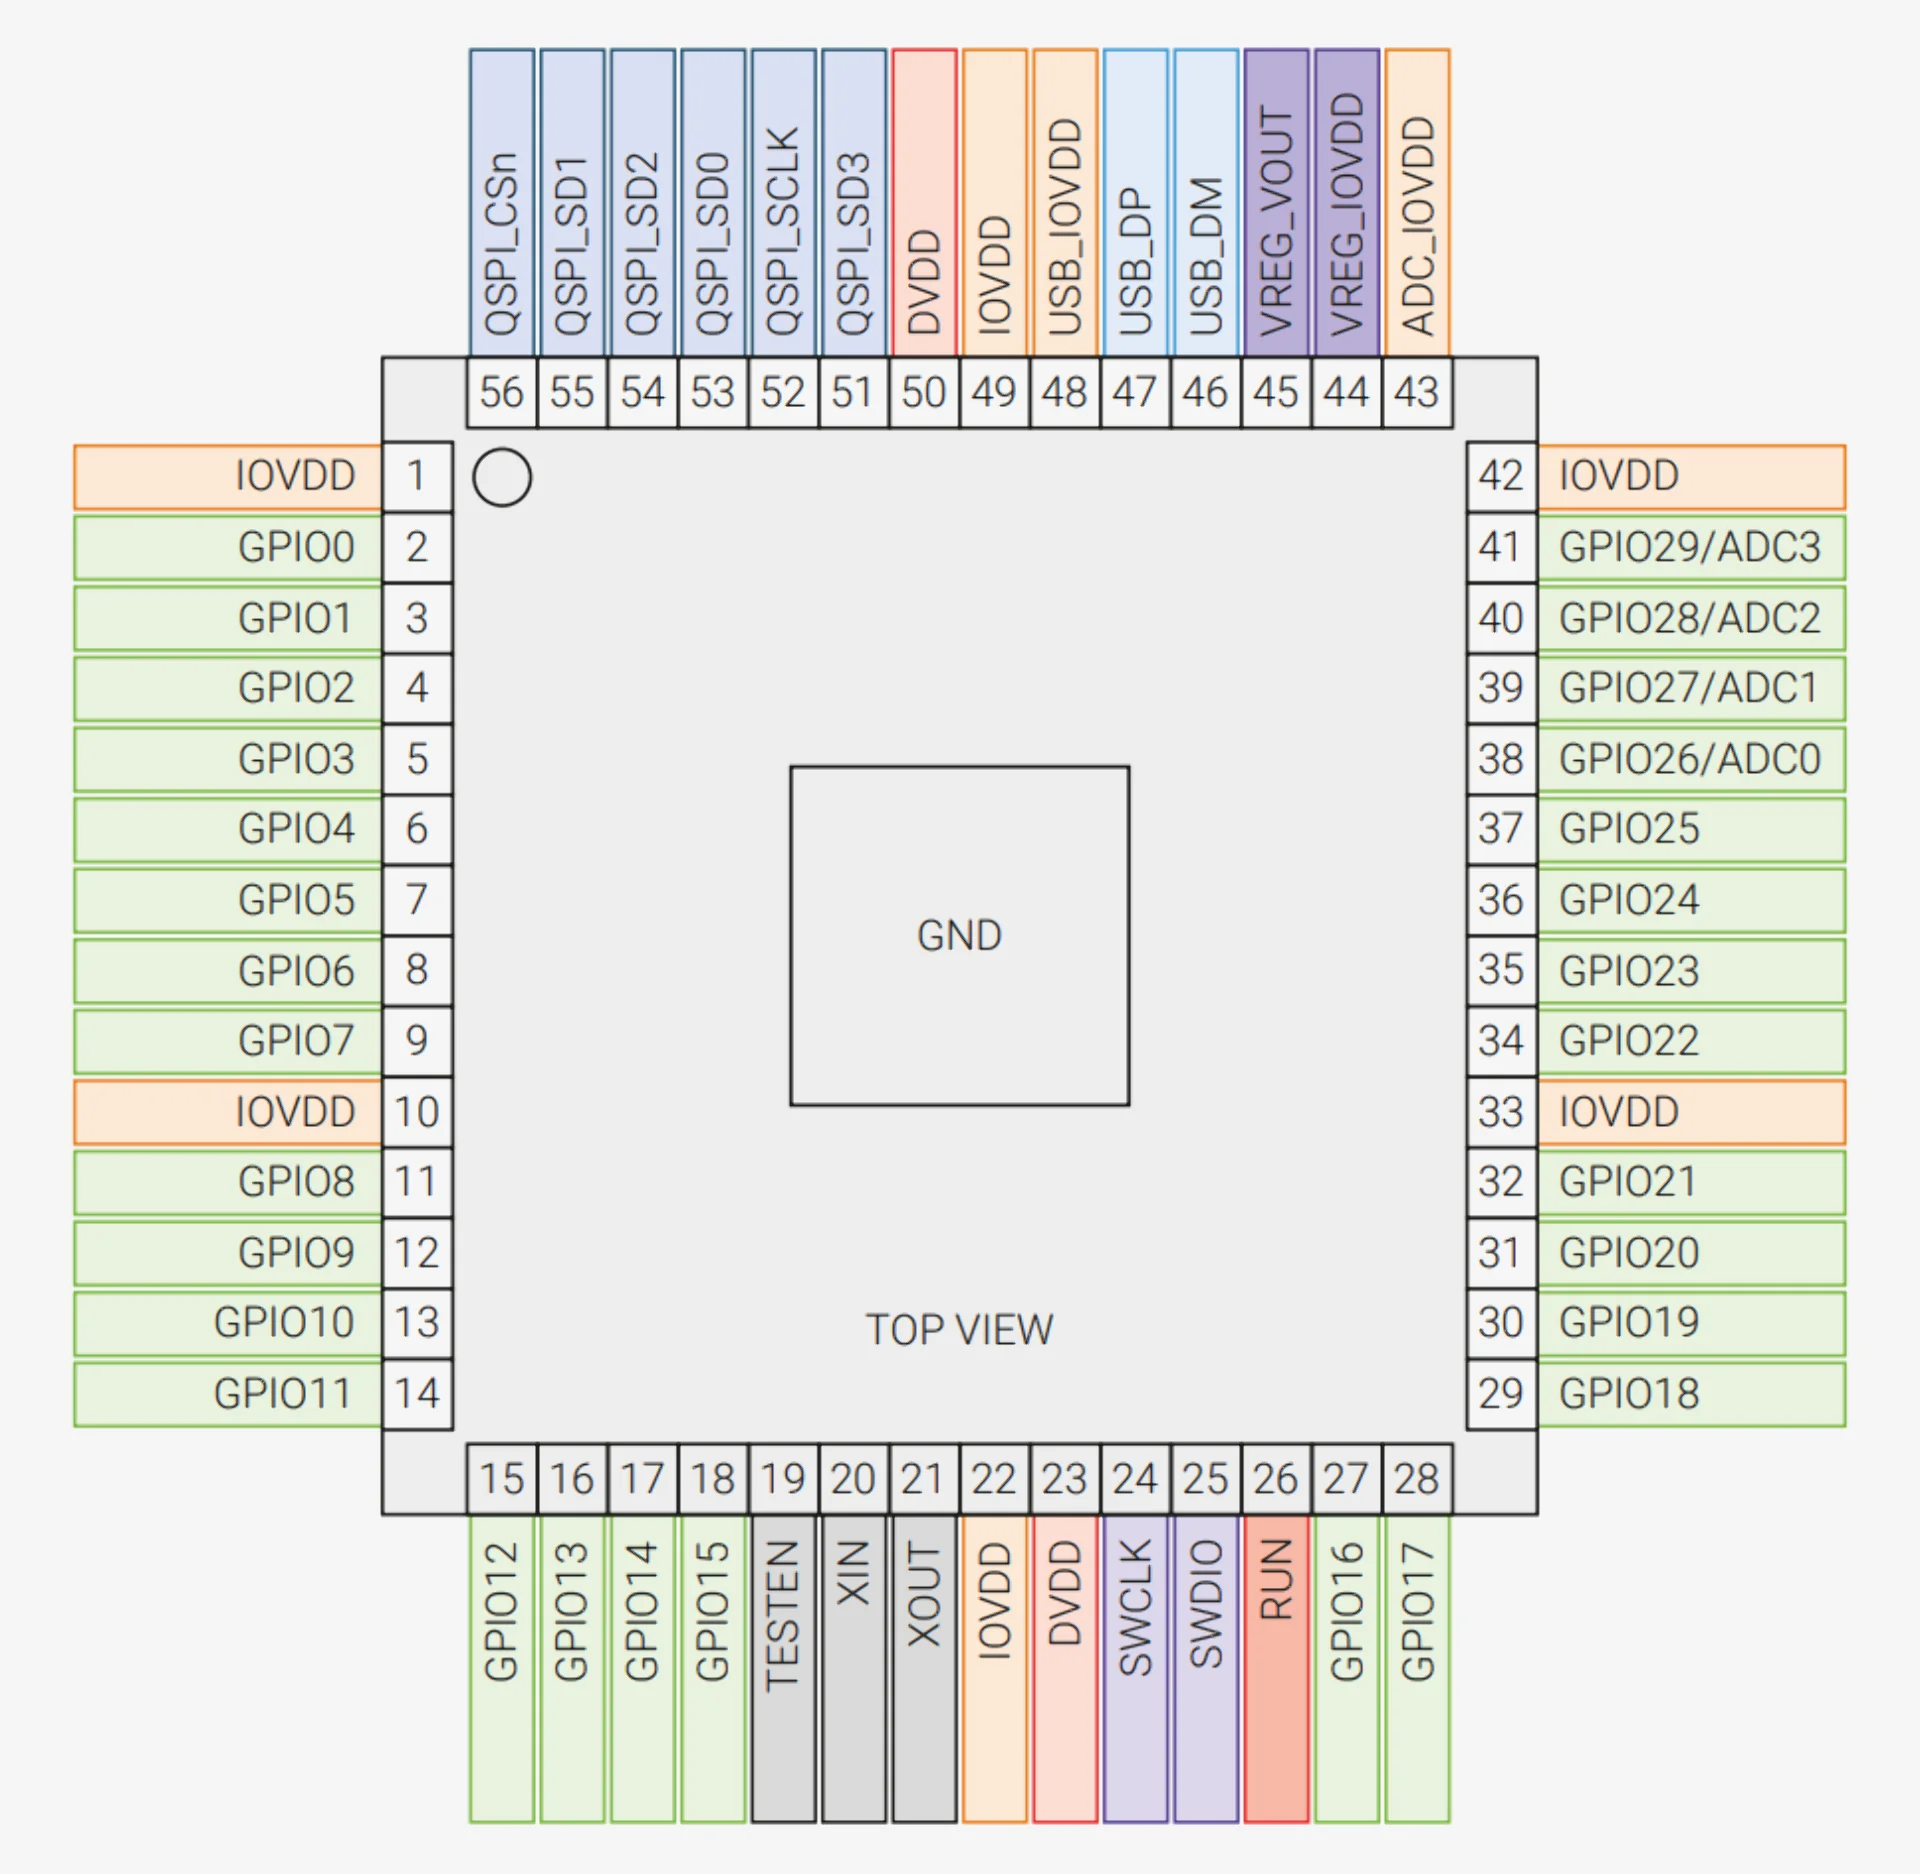 QSPI_CSn
QSPI_SD1
QSPI_SD2
QSPI_SD0
QSPI_SCLK
QSPI_SD3
DVDD
IOVDD
USB_IOVDD
USB_DP
USB_DM
VREG_VOUT
VREG_IOVDD
ADC_IOVDD
56 55 54 53 52 51 50 49 48 47 46 45 44 43
IOVDD 1 42 IOVDD
GPIO0 2 41 GPIO29/ADC3
GPIO1 3 40 GPIO28/ADC2
GPIO2 4 39 GPIO27/ADC1
GPIO3 5 38 GPIO26/ADC0
GPIO4 6 37 GPIO25
GPIO5 7 36 GPIO24
GND
GPIO6 8 35 GPIO23
GPIO7 9 34 GPIO22
IOVDD 10 33 IOVDD
GPIO8 11 32 GPIO21
GPIO9 12 31 GPIO20
GPIO10 13 30 GPIO19
TOP VIEW
GPIO11 14 29 GPIO18
15 16 17 18 19 20 21 22 23 24 25 26 27 28
GPIO12
GPIO13
GPIO14
GPIO15
TESTEN
XIN
XOUT
IOVDD
DVDD
SWCLK
SWDIO
RUN
GPIO16
GPIO17